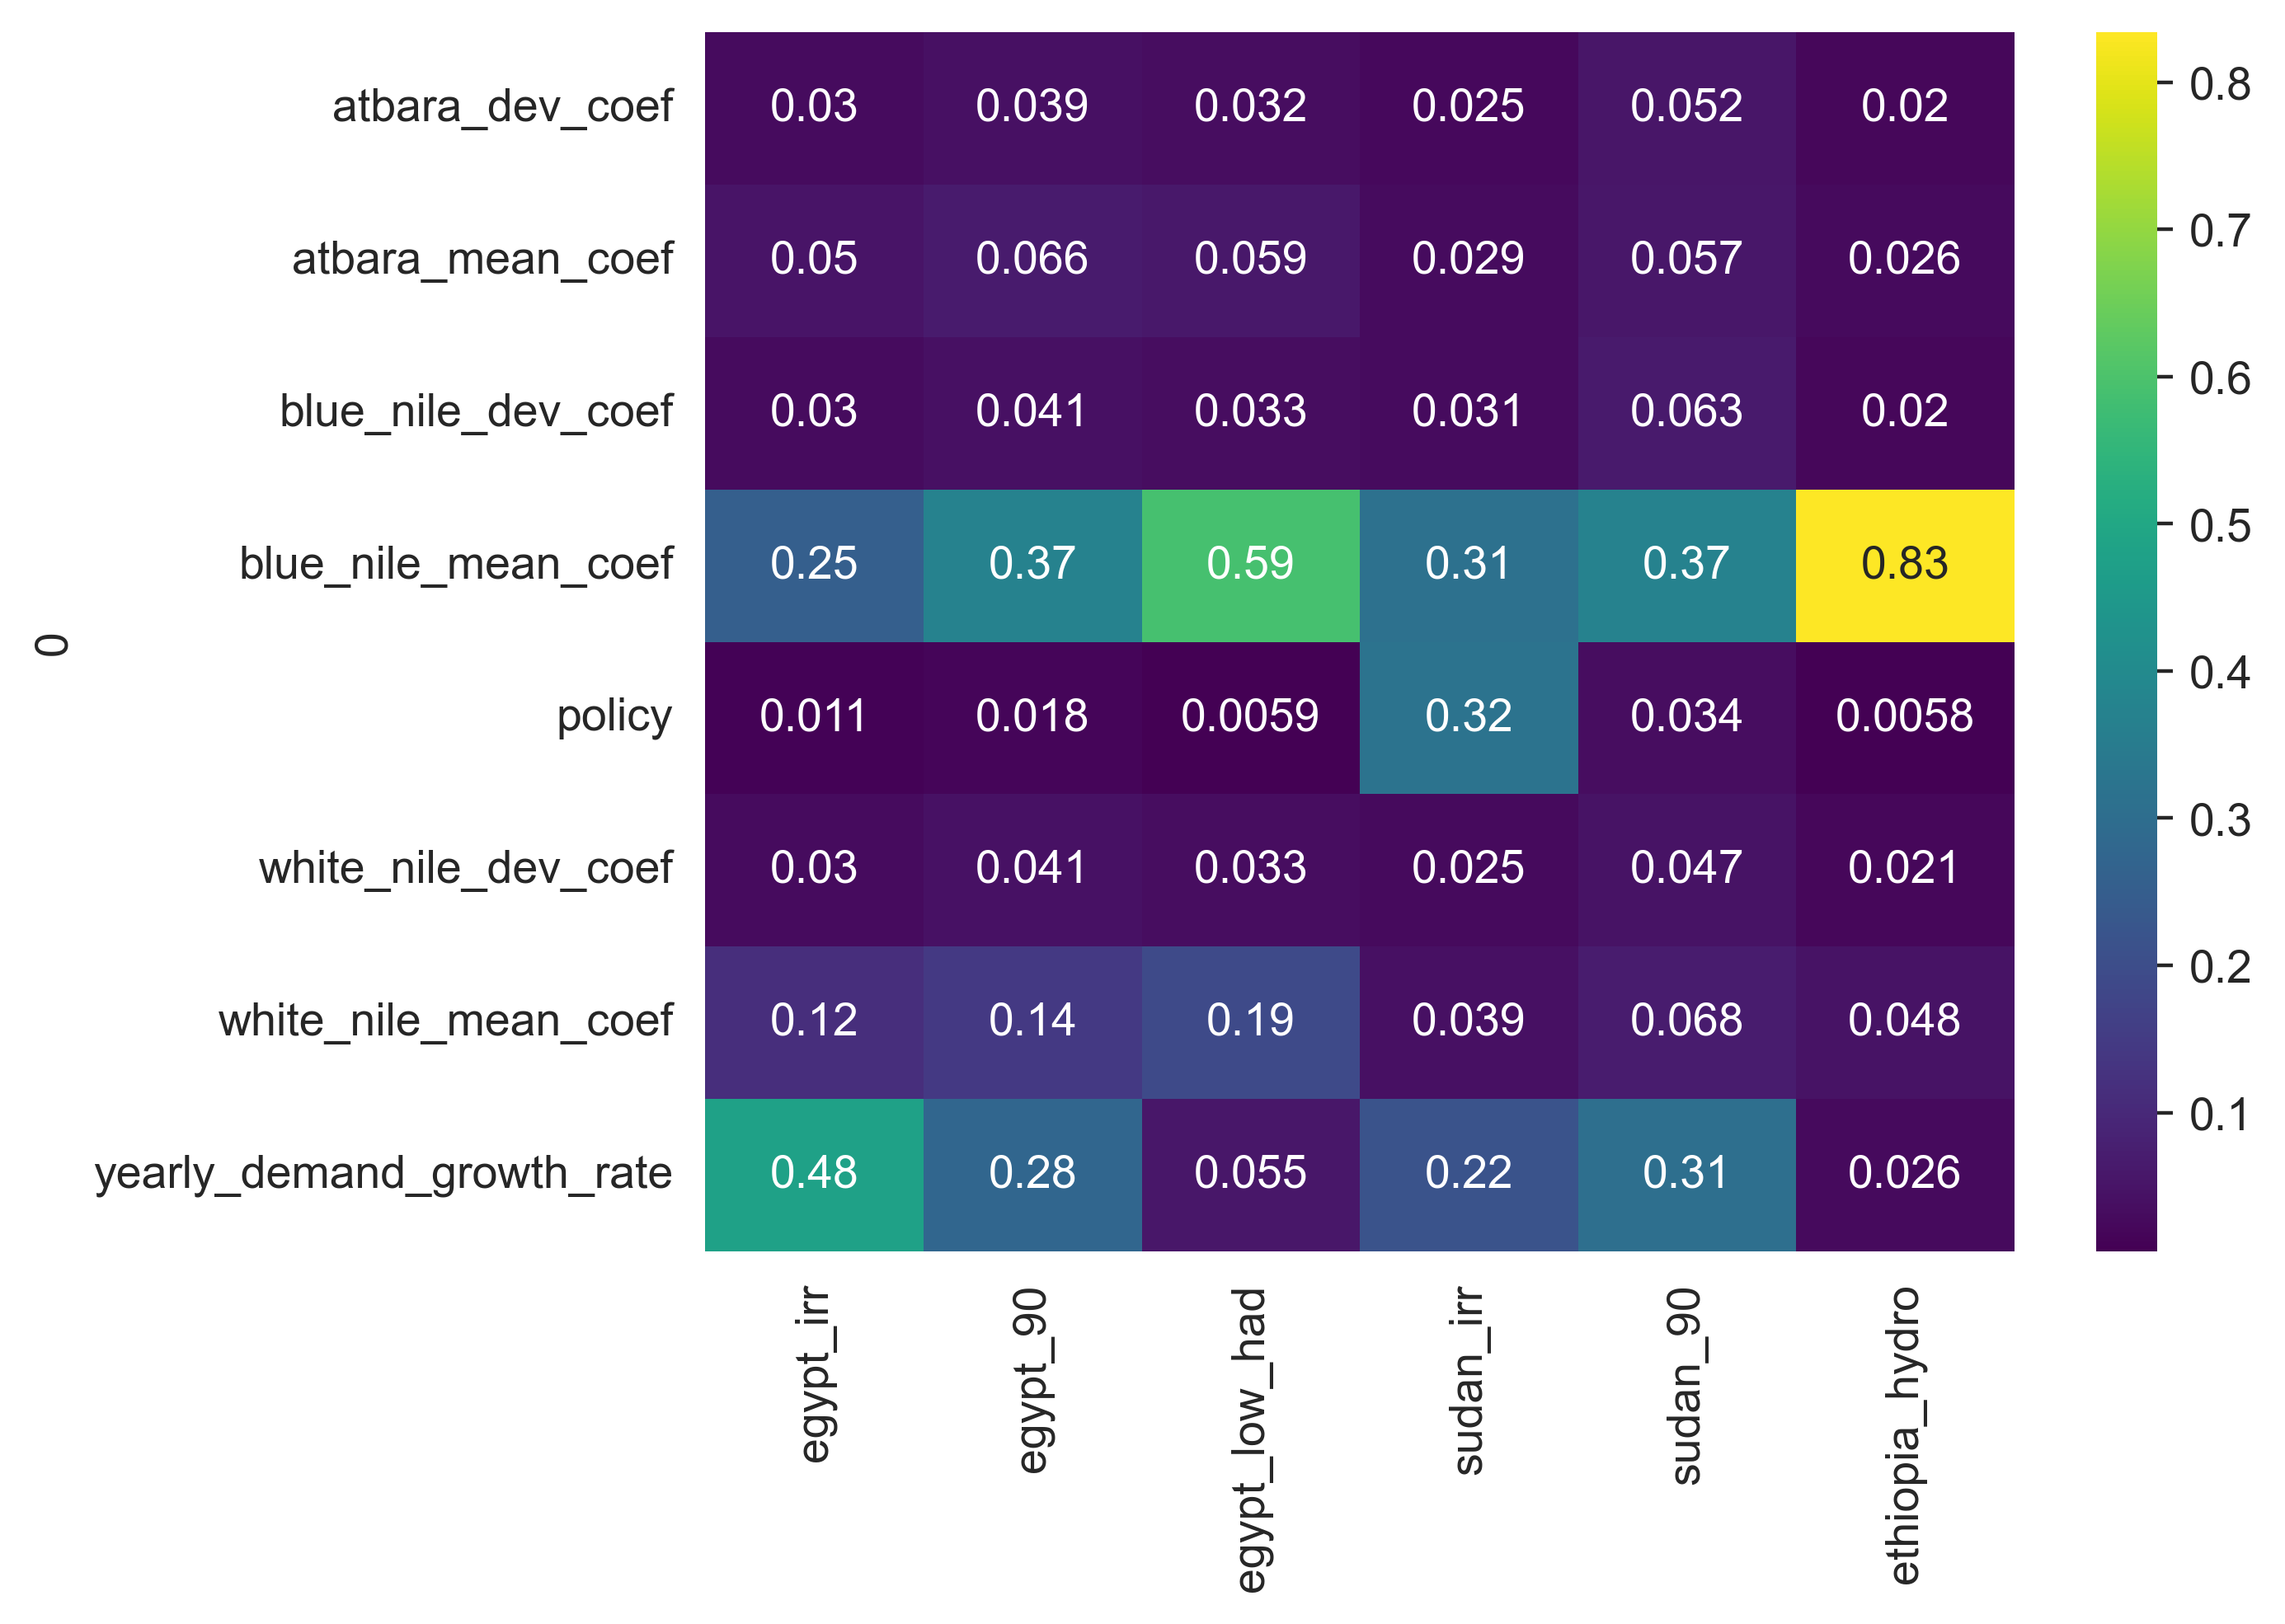 atbara_dev_coef 0.03 0.039 0.032 0.025 0.052 0.02
atbara_mean_coef 0.05 0.066 0.059 0.029 0.057 0.026
blue_nile_dev_coef 0.03 0.041 0.033 0.031 0.063 0.02
blue_nile_mean_coef 0.25 0.37 0.59 0.31 0.37 0.83
policy 0.011 0.018 0.0059 0.32 0.034 0.0058
white_nile_dev_coef 0.03 0.041 0.033 0.025 0.047 0.021
white_nile_mean_coef 0.12 0.14 0.19 0.039 0.068 0.048
yearly_demand_growth_rate 0.48 0.28 0.055 0.22 0.31 0.026
0
egypt_irr
egypt_90
egypt_low_had
sudan_irr
sudan_90
ethiopia_hydro
0.8
0.7
0.6
0.5
0.4
0.3
0.2
0.1